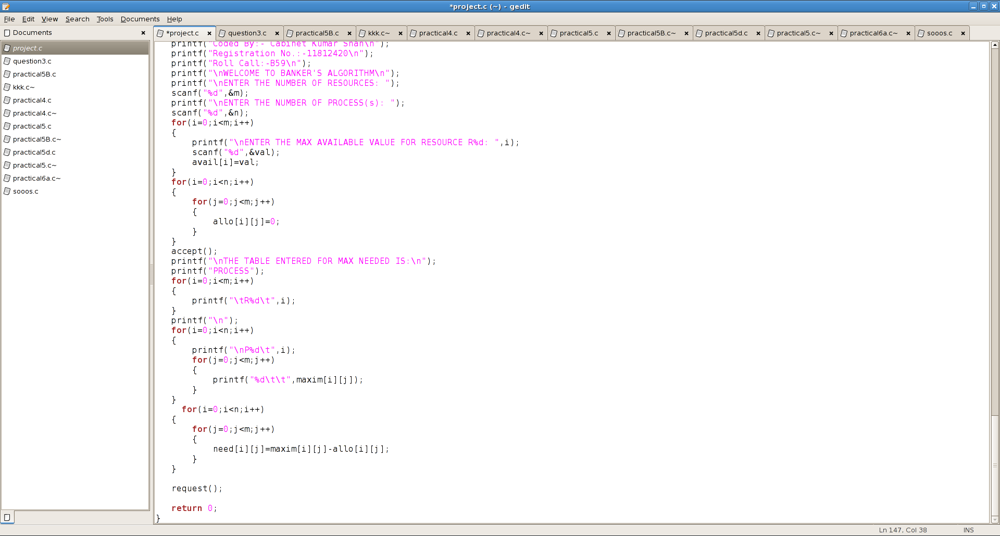 *project.c (~) - gedit
File Edit View Search Tools Documents Help
Documents
*project.c question3.c practical5B.c kkk.c~ practical4.c practical4.c~ practical5.c practical5B.c~ practical5d.c practical5.c~ practical6a.c~ sooos.c
project.c
question3.c
practical5B.c
kkk.c~
practical4.c
practical4.c~
practical5.c
practical5B.c~
practical5d.c
practical5.c~
practical6a.c~
sooos.c
printf("Coded By:- Cabinet Kumar Shah\n");
printf("Registration No.:-11812420\n");
printf("Roll Call:-B59\n");
printf("\nWELCOME TO BANKER'S ALGORITHM\n");
printf("\nENTER THE NUMBER OF RESOURCES: ");
scanf("%d",&m);
printf("\nENTER THE NUMBER OF PROCESS(s): ");
scanf("%d",&n);
for(i=0;i<m;i++)
{
printf("\nENTER THE MAX AVAILABLE VALUE FOR RESOURCE R%d: ",i);
scanf("%d",&val);
avail[i]=val;
}
for(i=0;i<n;i++)
{
for(j=0;j<m;j++)
{
allo[i][j]=0;
}
}
accept();
printf("\nTHE TABLE ENTERED FOR MAX NEEDED IS:\n");
printf("PROCESS");
for(i=0;i<m;i++)
{
printf("\tR%d\t",i);
}
printf("\n");
for(i=0;i<n;i++)
{
printf("\nP%d\t",i);
for(j=0;j<m;j++)
{
printf("%d\t\t",maxim[i][j]);
}
}
for(i=0;i<n;i++)
{
for(j=0;j<m;j++)
{
need[i][j]=maxim[i][j]-allo[i][j];
}
}
request();
return 0;
}
Ln 147, Col 38 INS